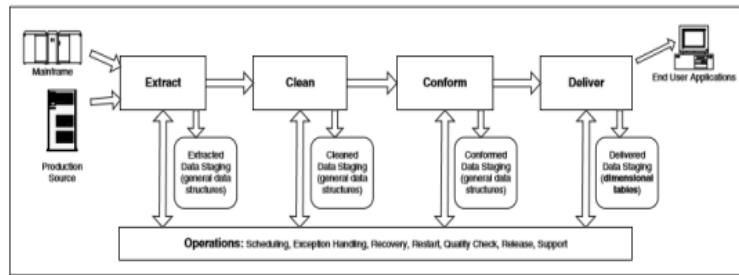 Mainframe
Production
Source
Extract
Clean
Conform
Deliver
End User Applications
Extracted
Data Staging
(general data
structures)
Cleaned
Data Staging
(general data
structures)
Conformed
Data Staging
(general data
structures)
Delivered
Data Staging
(dimensional
tables)
Operations: Scheduling, Exception Handling, Recovery, Restart, Quality Check, Release, Support